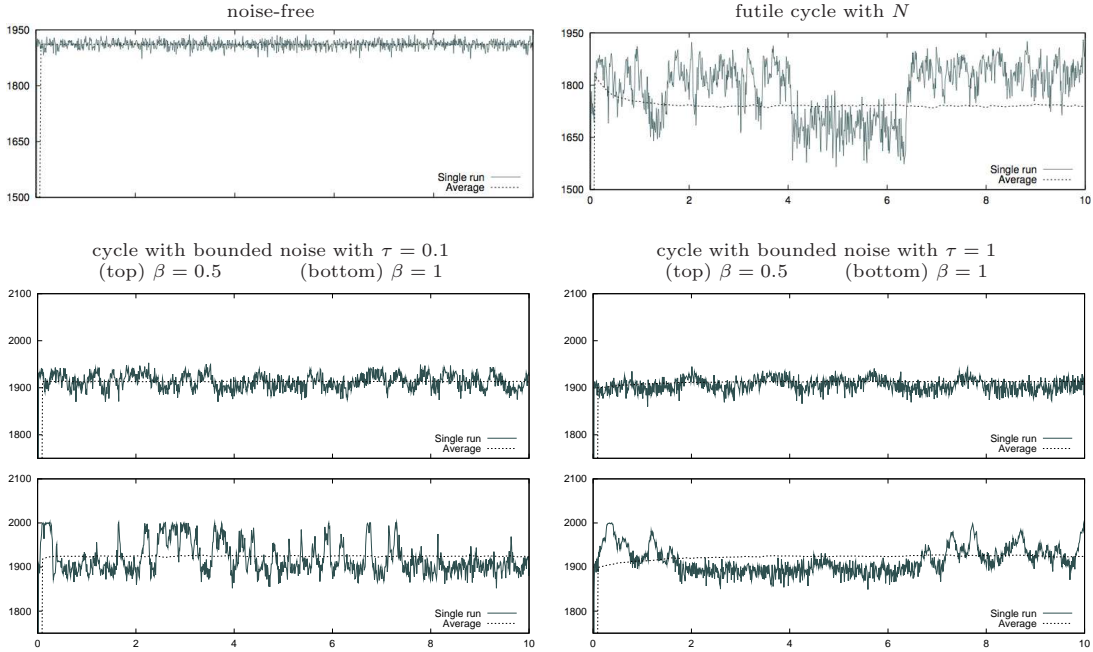 noise-free
1950
1800
1650
1500
Single run
Average
futile cycle with N
1950
1800
1650
1500
Single run
Average
0 2 4 6 8 10
cycle with bounded noise with τ = 0.1
(top) β = 0.5 (bottom) β = 1
2100
2000
1900
1800
Single run
Average
2100
2000
1900
1800
Single run
Average
0 2 4 6 8 10
cycle with bounded noise with τ = 1
(top) β = 0.5 (bottom) β = 1
2100
2000
1900
1800
Single run
Average
2100
2000
1900
1800
Single run
Average
0 2 4 6 8 10